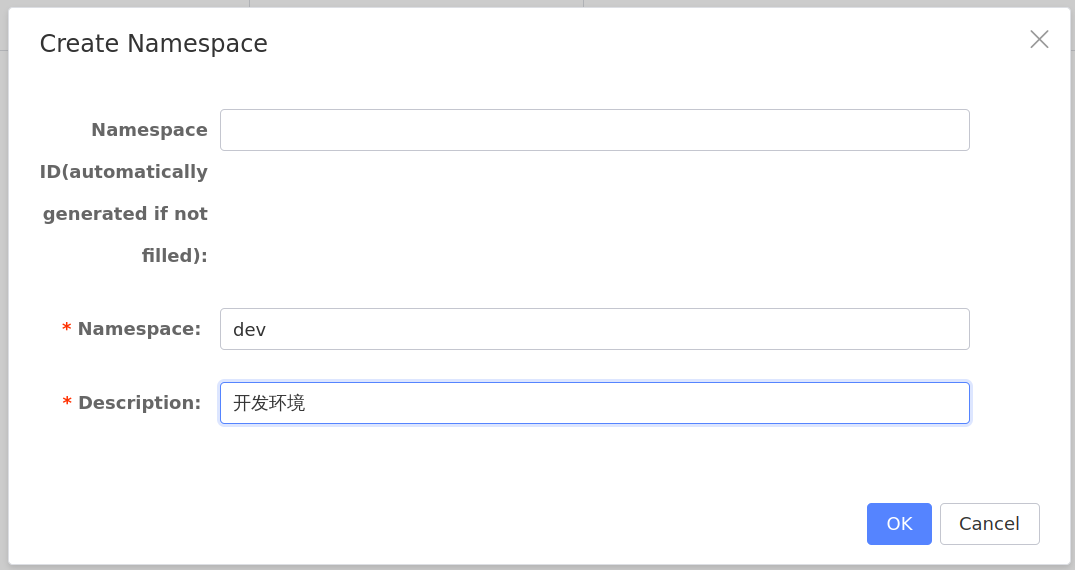 Create Namespace
Namespace
ID(automatically
generated if not
filled):
* Namespace:
dev
* Description:
开发环境
OK
Cancel